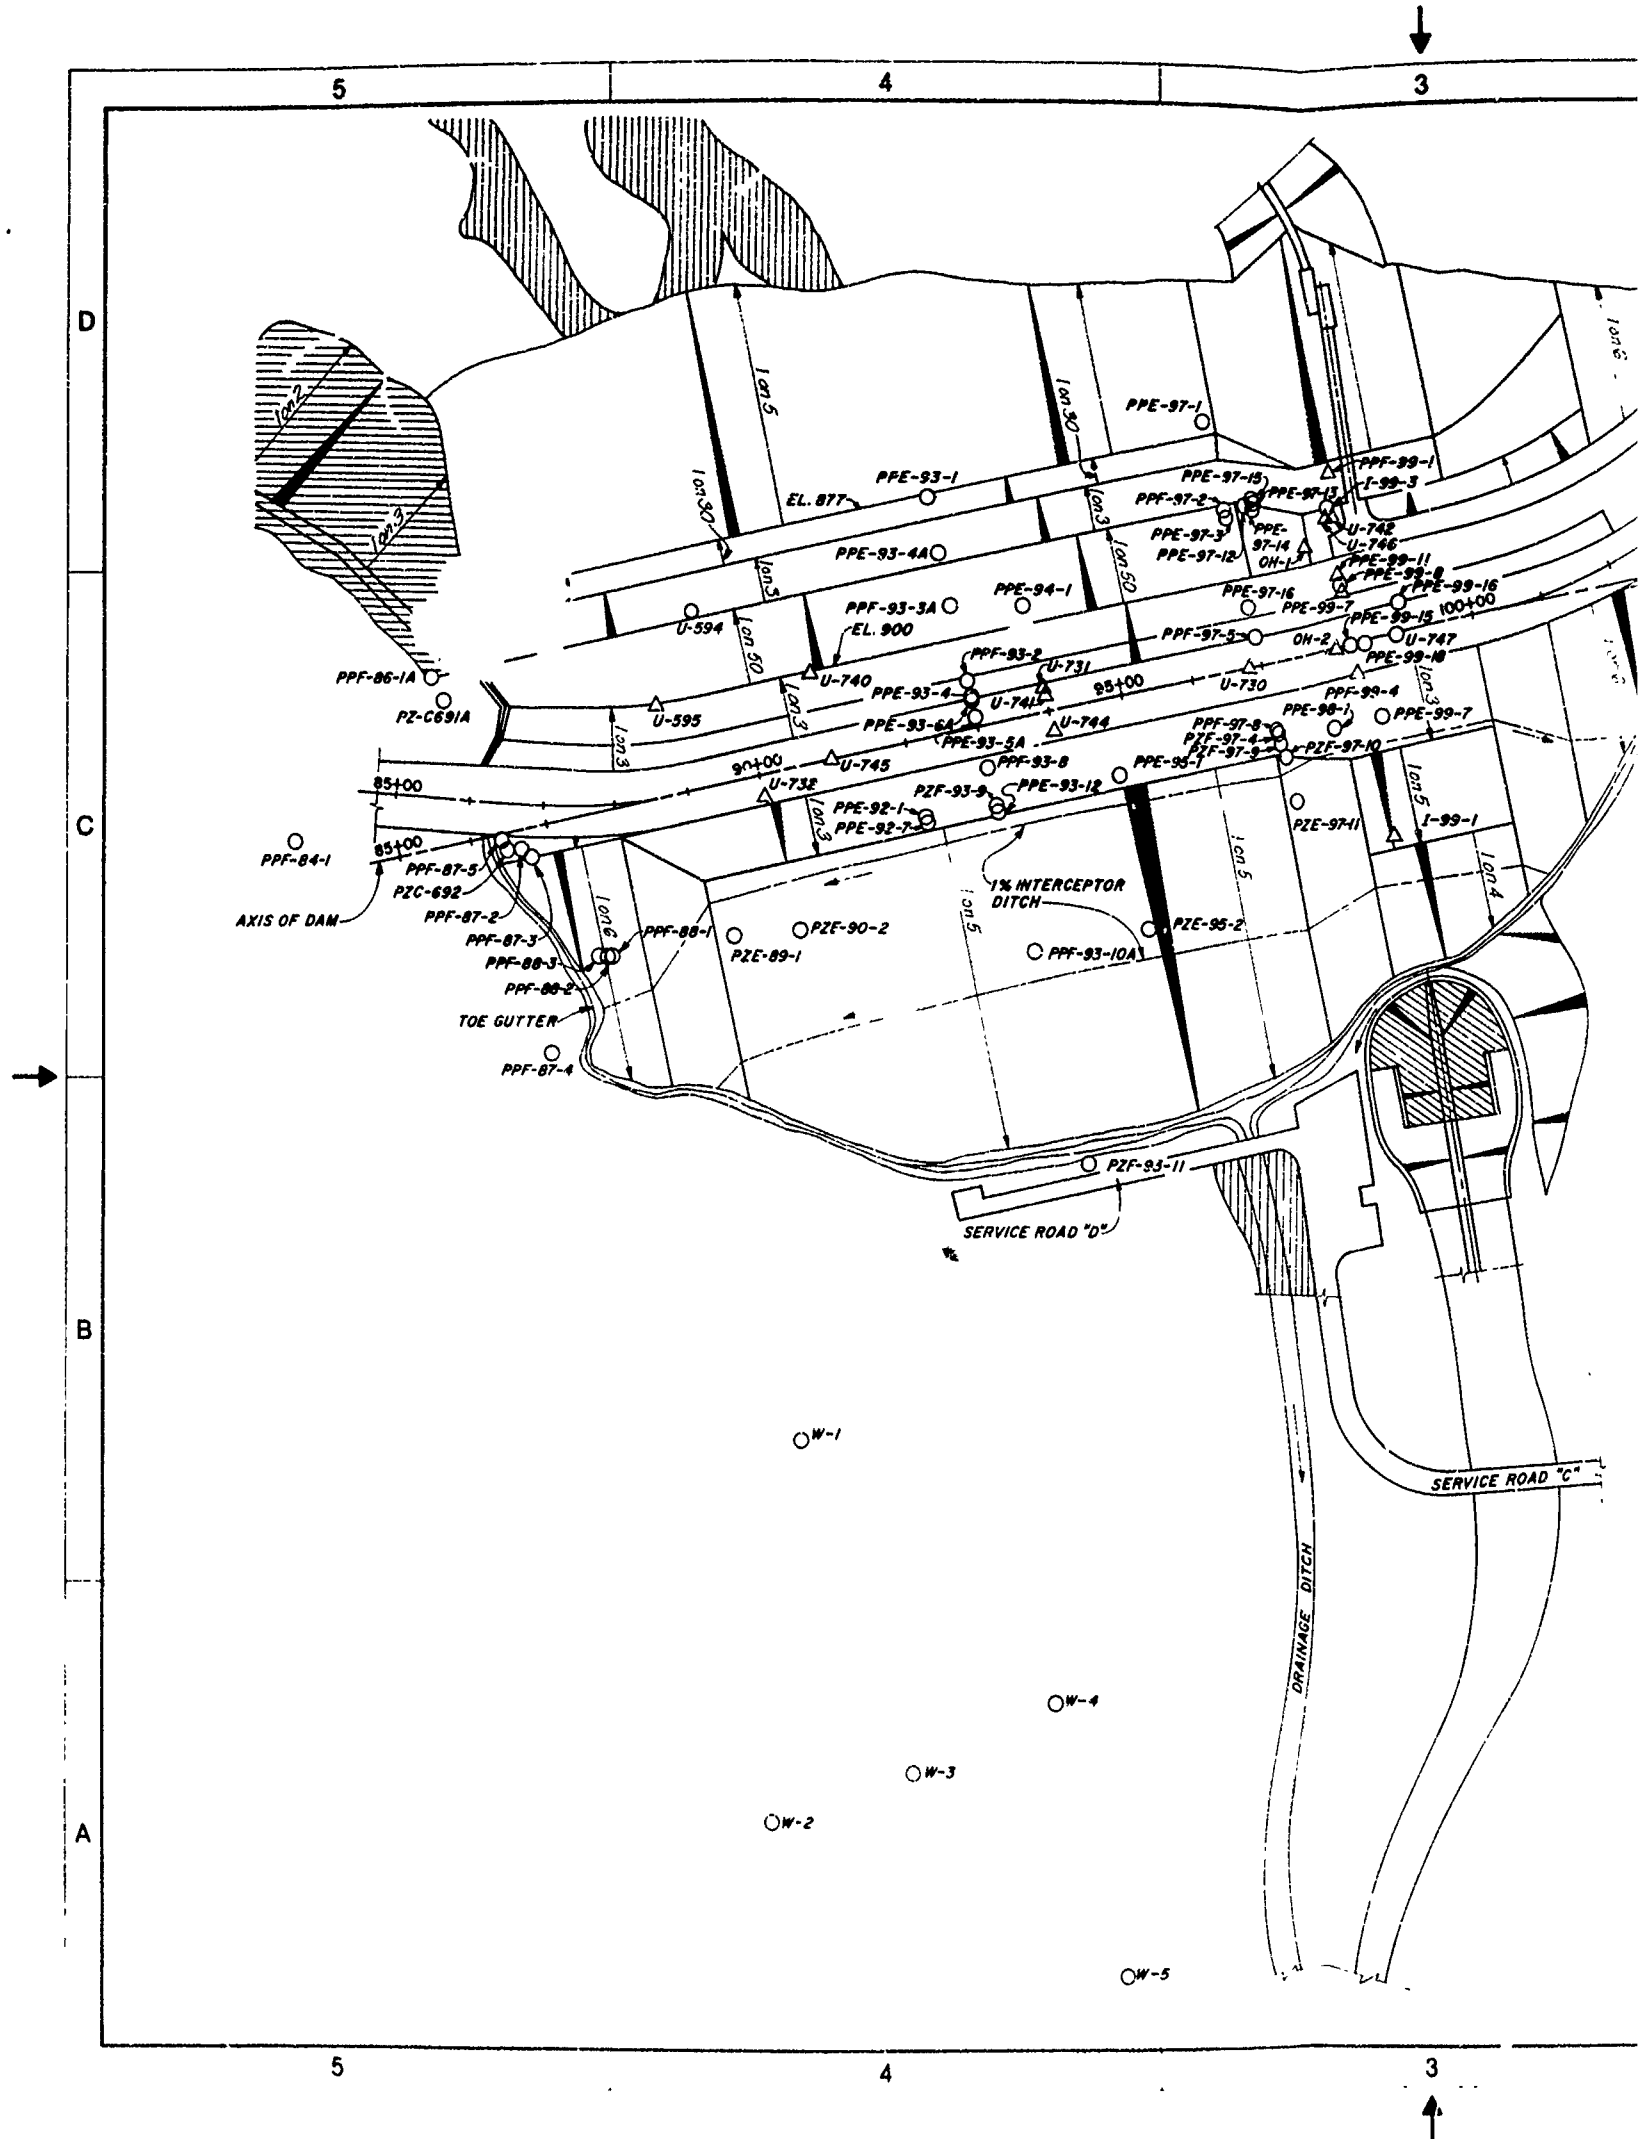 5
4
3
D
1 on 2
1 on 3
1 on 5
1 on 30
1 on 6
PPE-97-1
PPE-93-1
EL. 877
1 on 30
1 on 3
PPE-97-15
PPF-99-1
PPF-97-2
PPE-97-13
I-99-3
PPE-97-3
PPE-
97-14
U-742
PPE-97-12
U-746
PPE-93-4A
OH-1
PPE-99-11
1 on 3
1 on 50
PPE-99-8
PPE-99-16
PPF-93-3A
PPE-94-1
PPE-97-16
PPE-99-7
100+00
U-594
EL. 900
PPE-99-15
PPF-97-5
OH-2
U-747
1 on 50
PPF-93-2
U-731
PPE-99-18
PPF-86-1A
U-740
PPE-93-4
95+00
U-730
1 on 3
PZ-C691A
U-595
U-741
PPF-99-4
PPE-93-6A
U-744
PPE-98-1
PPE-99-7
1 on 3
1 on 3
PPE-93-5A
PPF-97-8
PZF-97-4
PZF-97-9
PZF-97-10
90+00
U-745
PPF-93-8
PPE-95-1
85+00
U-732
PZF-93-9
PPE-93-12
1 on 5
C
PPE-92-1
PPE-92-7
1 on 3
PZE-97-11
I-99-1
PPF-84-1
85+00
PPF-87-5
PZC-692
1 on 5
1 on 4
1% INTERCEPTOR
DITCH
AXIS OF DAM
PPF-87-2
1 on 6
1 on 5
PPF-87-3
PPF-88-1
PZE-90-2
PZE-95-2
PZE-89-1
PPF-88-3
PPF-93-10A
PPF-88-2
TOE GUTTER
PPF-87-4
PZF-93-11
SERVICE ROAD "D"
B
W-1
SERVICE ROAD "C"
DRAINAGE DITCH
W-4
W-3
A
W-2
W-5
5
4
3